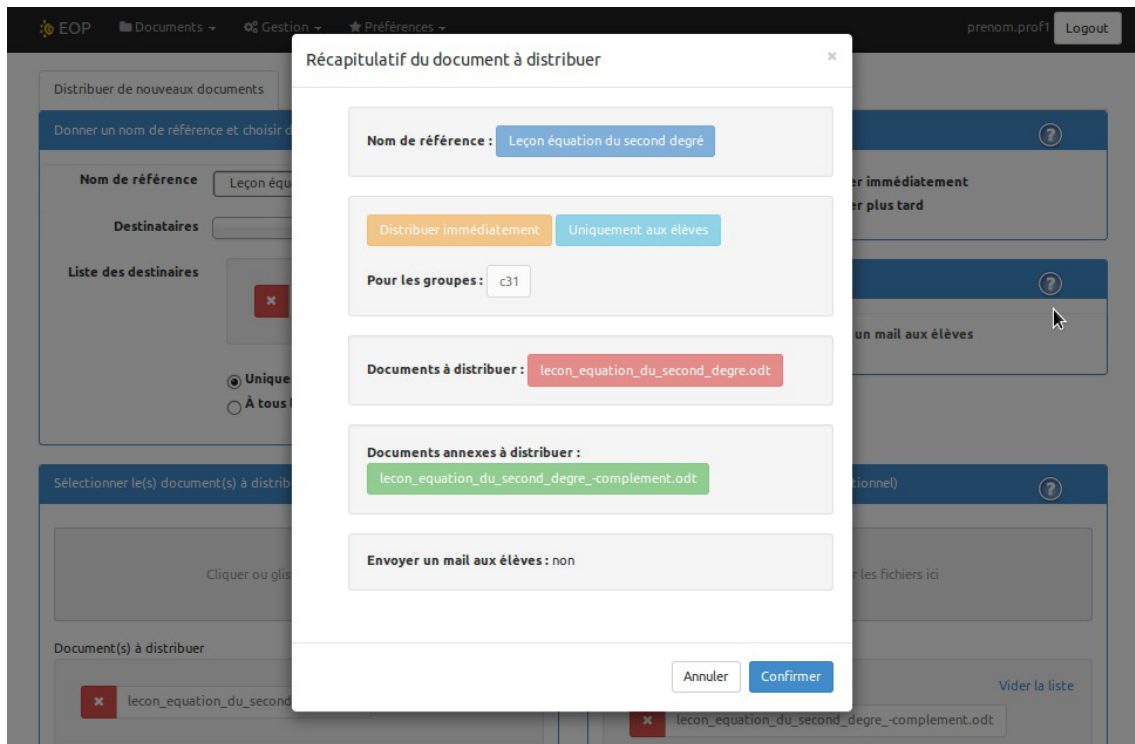 EOP Documents Gestion Préférences prenom.prof1 Logout
Récapitulatif du document à distribuer ×
Distribuer de nouveaux documents
Donner un nom de référence et choisir
Nom de référence : Leçon équation du second degré
Nom de référence Leçon équ
er immédiatement
er plus tard
Destinataires
Distribuer immédiatement Uniquement aux élèves
Liste des destinaires
Pour les groupes : c31
un mail aux élèves
Unique
À tous
Documents à distribuer : lecon_equation_du_second_degre.odt
Documents annexes à distribuer :
lecon_equation_du_second_degre_-complement.odt
Sélectionner le(s) document(s) à distrib
tionnel)
Envoyer un mail aux élèves : non
Cliquer ou glis
les fichiers ici
Document(s) à distribuer
Annuler Confirmer
Vider la liste
lecon_equation_du_second
lecon_equation_du_second_degre_-complement.odt